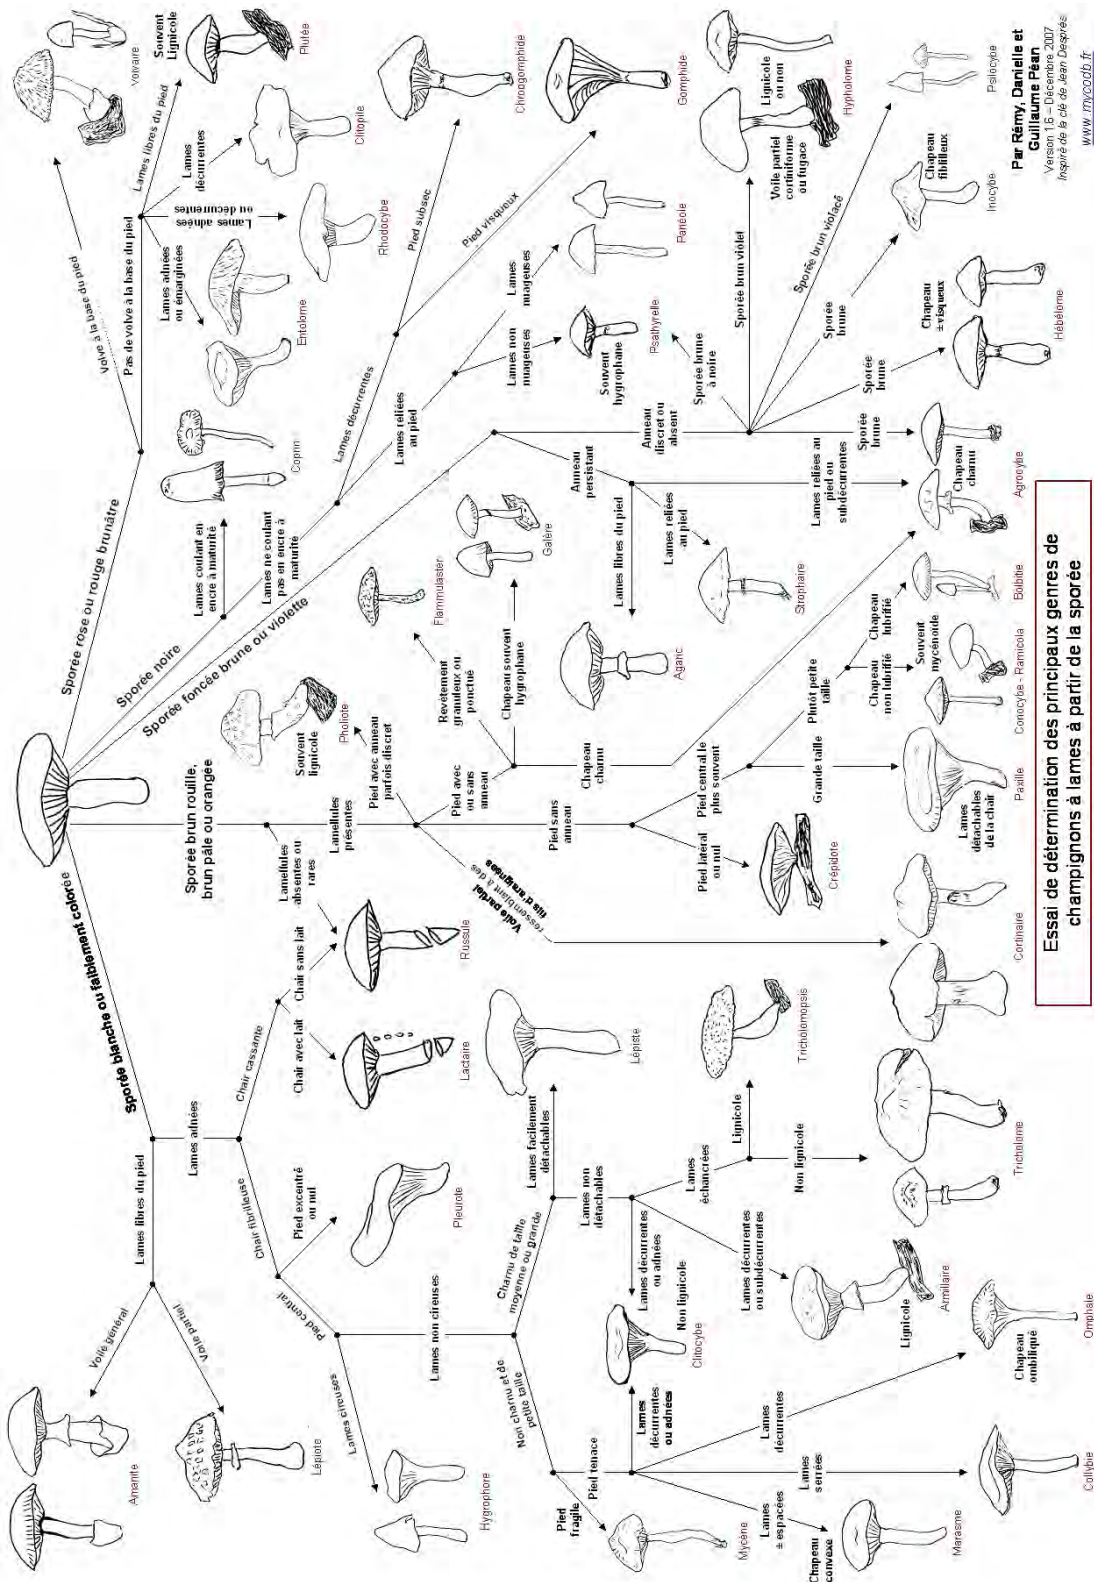 Essai de détermination des principaux genres de
champignons à lames à partir de la sporée
Par Rémy, Danielle et
Guillaume Péan
Version 1.6 – Décembre 2007
Inspiré de la clé de Jean Després
www.mycodb.fr
Sporée blanche ou faiblement colorée
Lames libres du pied
Voile général
Amanite
Voile partiel
Lépiote
Lames adnées
Chair cassante
Chair avec lait
Lactaire
Chair sans lait
Russule
Chair fibrilleuse
Pied excentré
ou nul
Pleurote
Pied central
Lames cireuses
Hygrophore
Lames non cireuses
Non charnu et de
petite taille
Pied
fragile
Mycène
Pied tenace
Lames
± espacées
Chapeau
convexe
Marasme
Lames
serrées
Collybie
Lames
décurrentes
Chapeau
ombiliqué
Omphale
Lames
décurrentes
ou adnées
Clitocybe
Non lignicole
Charnu de taille
moyenne ou grande
Lames facilement
détachables
Lépiste
Lames non
détachables
Lames décurrentes
ou adnées
Lames décurrentes
ou subdécurrentes
Lignicole
Armillaire
Lames
échancrées
Lignicole
Tricholomopsis
Non lignicole
Tricholome
Sporée brun rouille,
brun pâle ou orangée
Lamellules
absentes ou
rares
Lamellules
présentes
Voile partiel
ressemblant à des
fils d'araignées
Cortinaire
Pied avec anneau
parfois discret
Souvent
lignicole
Pholiote
Pied avec
ou sans
anneau
Revêtement
granuleux ou
ponctué
Flammulaster
Chapeau souvent
hygrophane
Galère
Chapeau
charnu
Pied sans
anneau
Pied latéral
ou nul
Crépidote
Pied central le
plus souvent
Grande taille
Lames
détachables
de la chair
Paxille
Plutôt petite
taille
Chapeau
non lubrifié
Souvent
mycénoïde
Conocybe - Ramicola
Chapeau
lubrifié
Bolbitie
Sporée foncée brune ou violette
Anneau
persistant
Lames libres du pied
Agaric
Lames reliées
au pied
Strophaire
Lames reliées au
pied ou
subdécurrentes
Chapeau
charnu
Agrocybe
Anneau
discret ou
absent
Sporée
brune
Sporée
brune
Chapeau
± visqueux
Hébélome
Sporée
brune
Chapeau
fibrilleux
Inocybe
Sporée brun violacé
Psilocybe
Sporée brun violet
Voile partiel
cortiniforme
ou fugace
Lignicole
ou non
Hypholome
Sporée brune
à noire
Psathyrelle
Sporée noire
Lames coulant en
encre à maturité
Coprin
Lames ne coulant
pas en encre à
maturité
Lames reliées
au pied
Lames non
nuageuses
Souvent
hygrophane
Lames
nuageuses
Panéole
Lames décurrentes
Pied subsec
Chroogomphide
Pied visqueux
Gomphide
Sporée rose ou rouge brunâtre
Volve à la base du pied
Volvaire
Pas de volve à la base du pied
Lames adnées
ou émarginées
Entolome
Lames adnées
ou décurrentes
Rhodocybe
Lames
décurrentes
Clitopile
Lames libres du pied
Souvent
Lignicole
Plutée